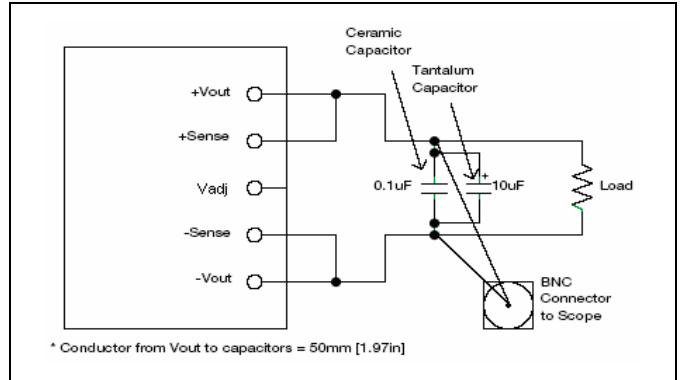 Ceramic
Capacitor
Tantalum
Capacitor
+Vout
+Sense
Vadj
-Sense
-Vout
0.1uF
+
10uF
Load
BNC
Connector
to Scope
* Conductor from Vout to capacitors = 50mm [1.97in]